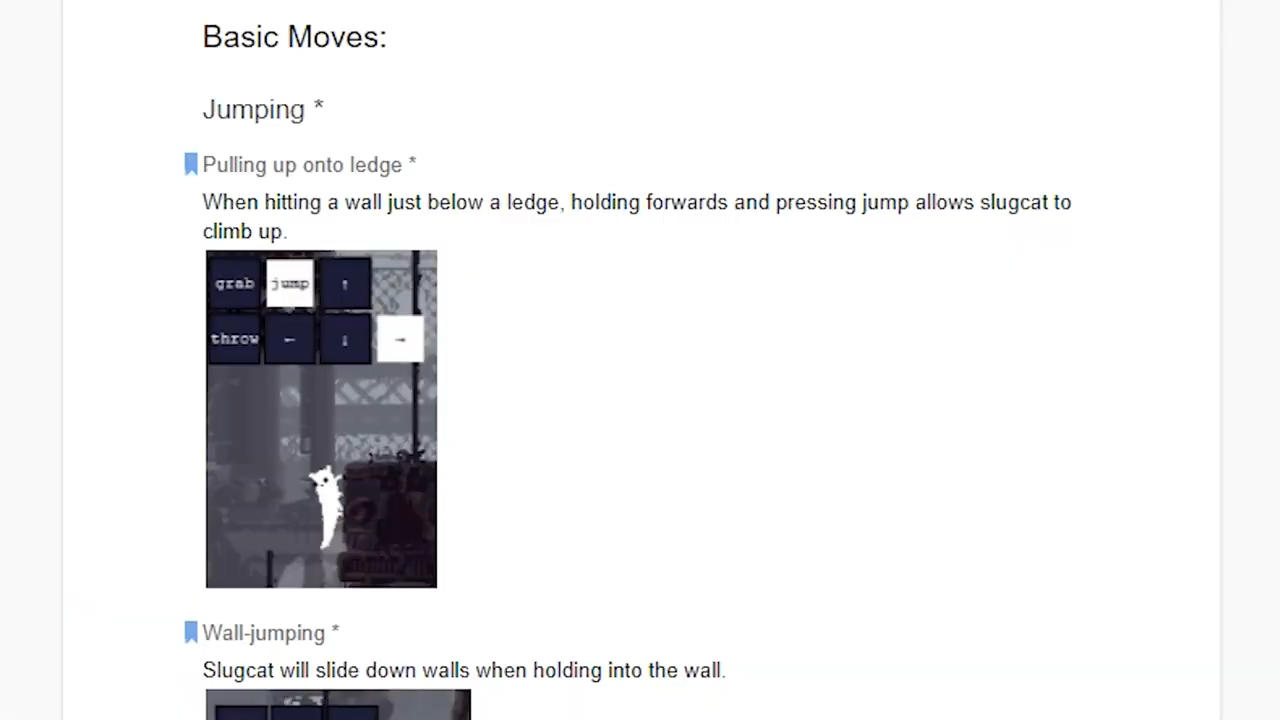 Basic Moves:
Jumping *
Pulling up onto ledge *
When hitting a wall just below a ledge, holding forwards and pressing jump allows slugcat to
climb up.
grab jump ↑
throw ← ↓ →
Wall-jumping *
Slugcat will slide down walls when holding into the wall.